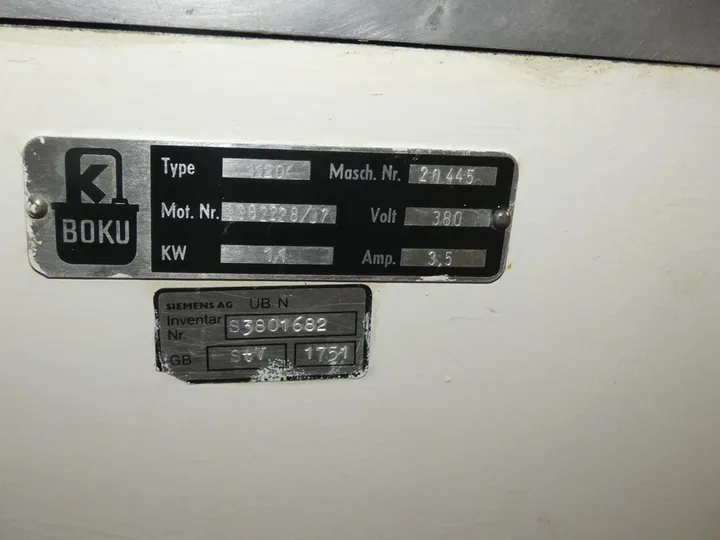 K
BOKU
Type Masch. Nr. 20445
Mot. Nr. Volt 380
KW 1,1 Amp. 3,5
SIEMENS AG UB N
Inventar
Nr. S3801682
GB StV 1751